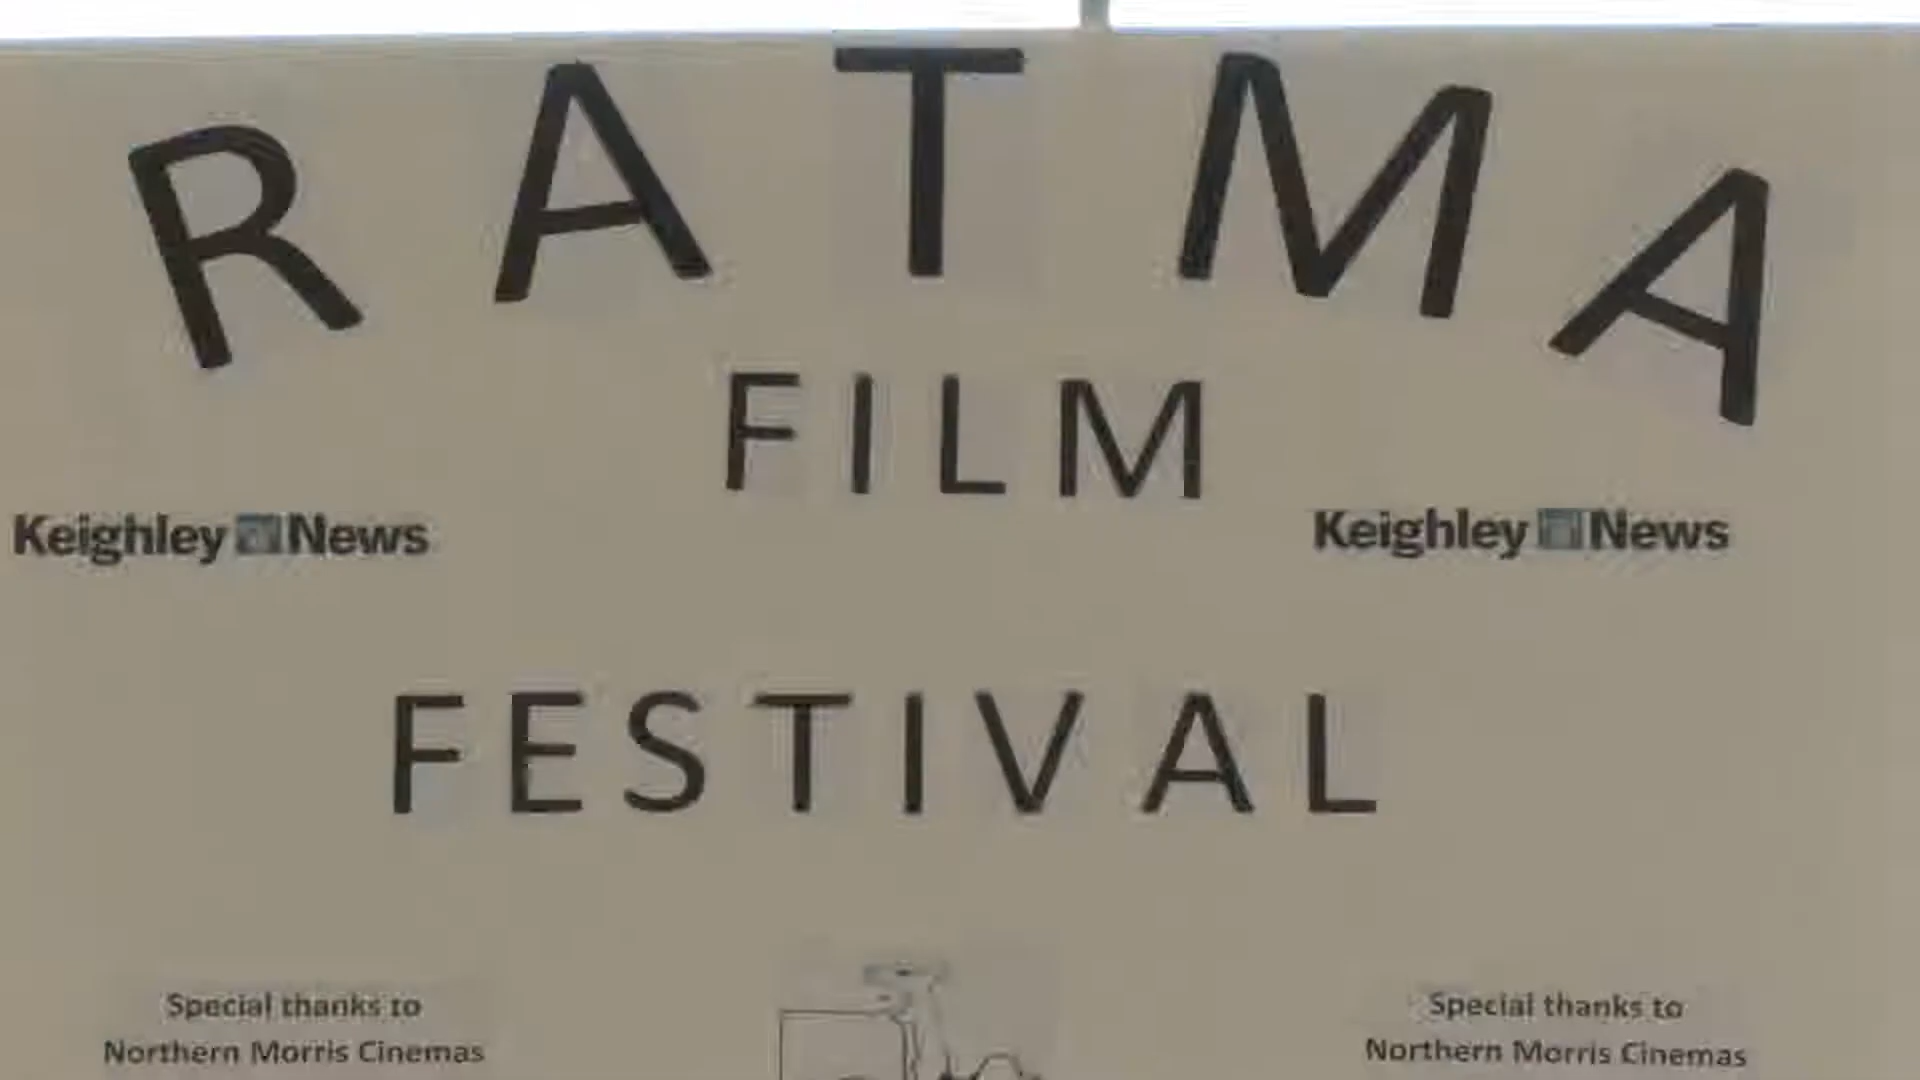 RATMA
FILM
Keighley News
Keighley News
FESTIVAL
Special thanks to
Northern Morris Cinemas
Special thanks to
Northern Morris Cinemas